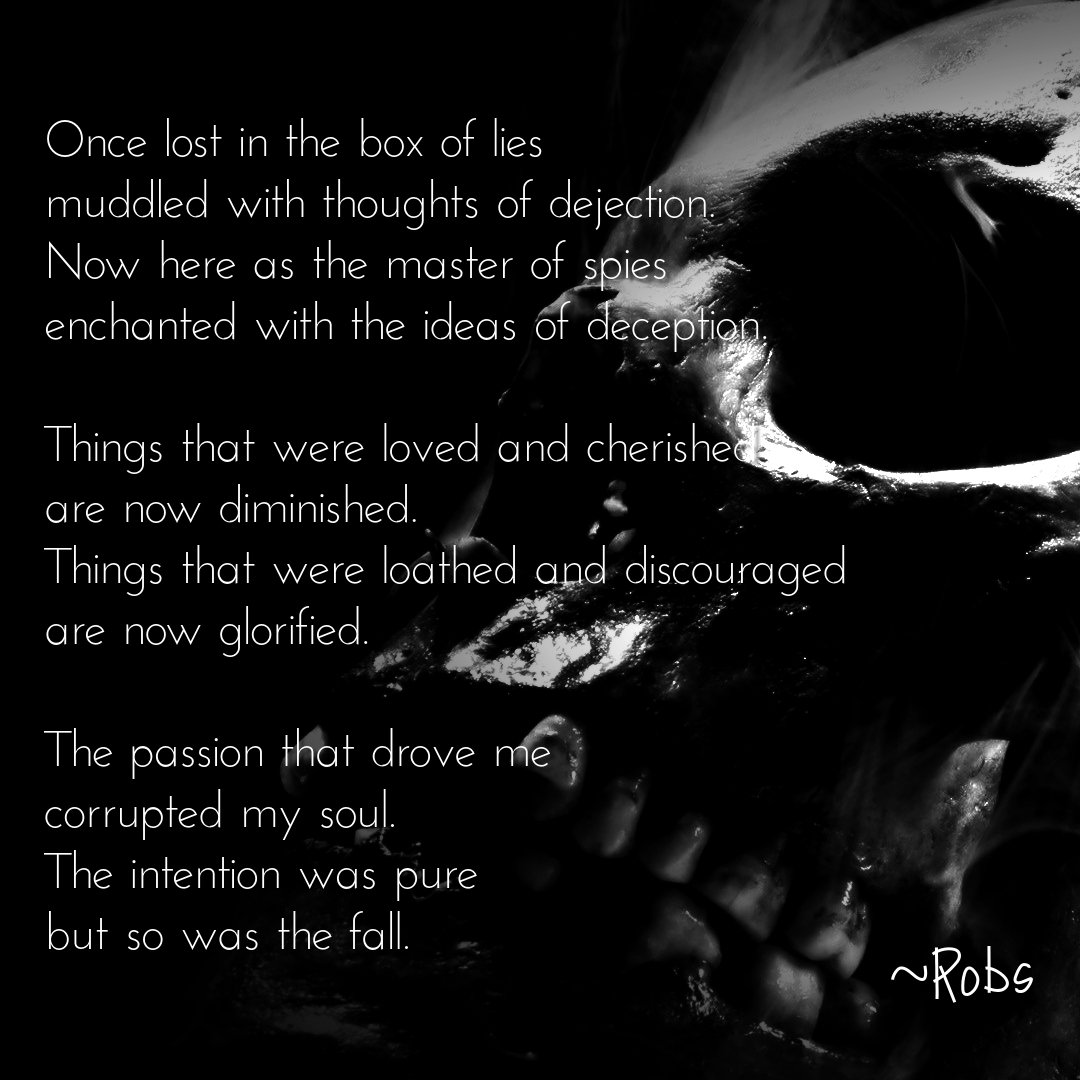 Once lost in the box of lies
muddled with thoughts of dejection.
Now here as the master of spies
enchanted with the ideas of deception.
Things that were loved and cherished
are now diminished.
Things that were loathed and discouraged
are now glorified.
The passion that drove me
corrupted my soul.
The intention was pure
but so was the fall.
~Robs